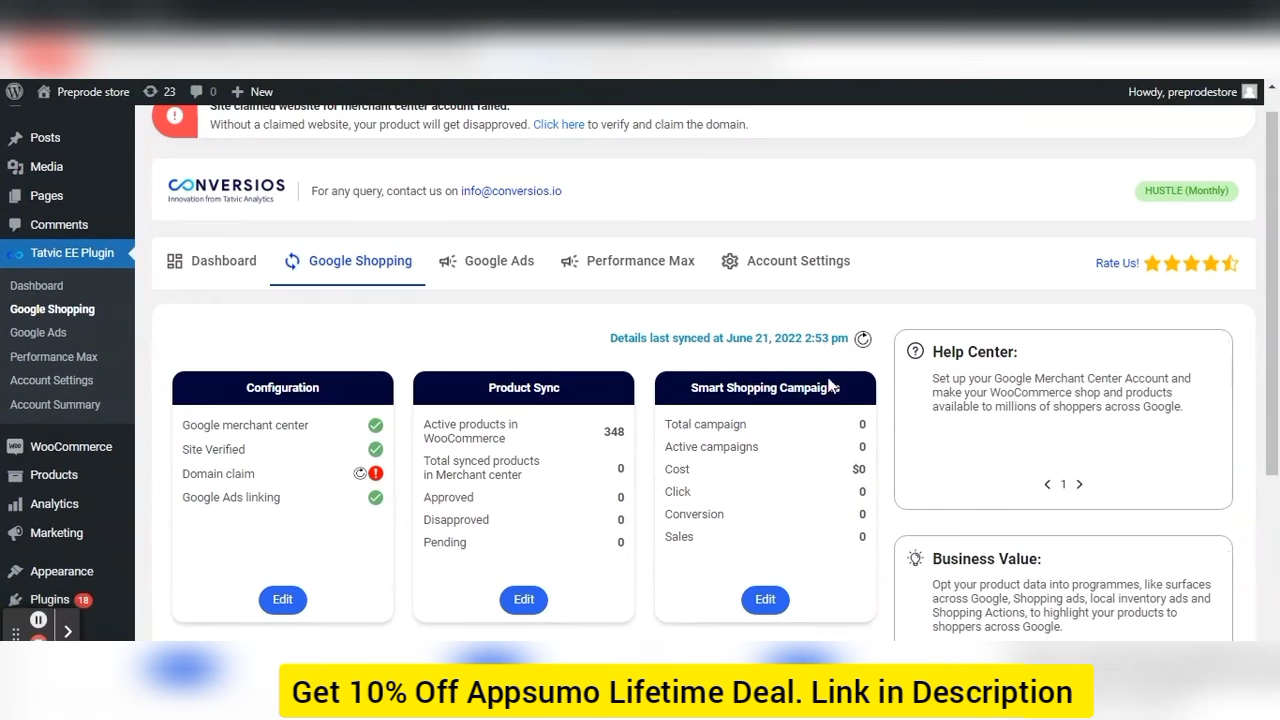 Preprode store
23
0
New
Howdy, preprodestore
Site claimed website for merchant center account failed.
Without a claimed website, your product will get disapproved. Click here to verify and claim the domain.
Posts
Media
Pages
Comments
Tatvic EE Plugin
Dashboard
Google Shopping
Google Ads
Performance Max
Account Settings
Account Summary
WooCommerce
Products
Analytics
Marketing
Appearance
Plugins 18
CONVERSIOS
Innovation from Tatvic Analytics
For any query, contact us on info@conversios.io
HUSTLE (Monthly)
Dashboard
Google Shopping
Google Ads
Performance Max
Account Settings
Rate Us!
Details last synced at June 21, 2022 2:53 pm
Configuration
Google merchant center
Site Verified
Domain claim
Google Ads linking
Edit
Product Sync
Active products in
WooCommerce
348
Total synced products
in Merchant center
0
Approved 0
Disapproved 0
Pending 0
Edit
Smart Shopping Campaigns
Total campaign 0
Active campaigns 0
Cost $0
Click 0
Conversion 0
Sales 0
Edit
Help Center:
Set up your Google Merchant Center Account and
make your WooCommerce shop and products
available to millions of shoppers across Google.
< 1 >
Business Value:
Opt your product data into programmes, like surfaces
across Google, Shopping ads, local inventory ads and
Shopping Actions, to highlight your products to
shoppers across Google.
Get 10% Off Appsumo Lifetime Deal. Link in Description